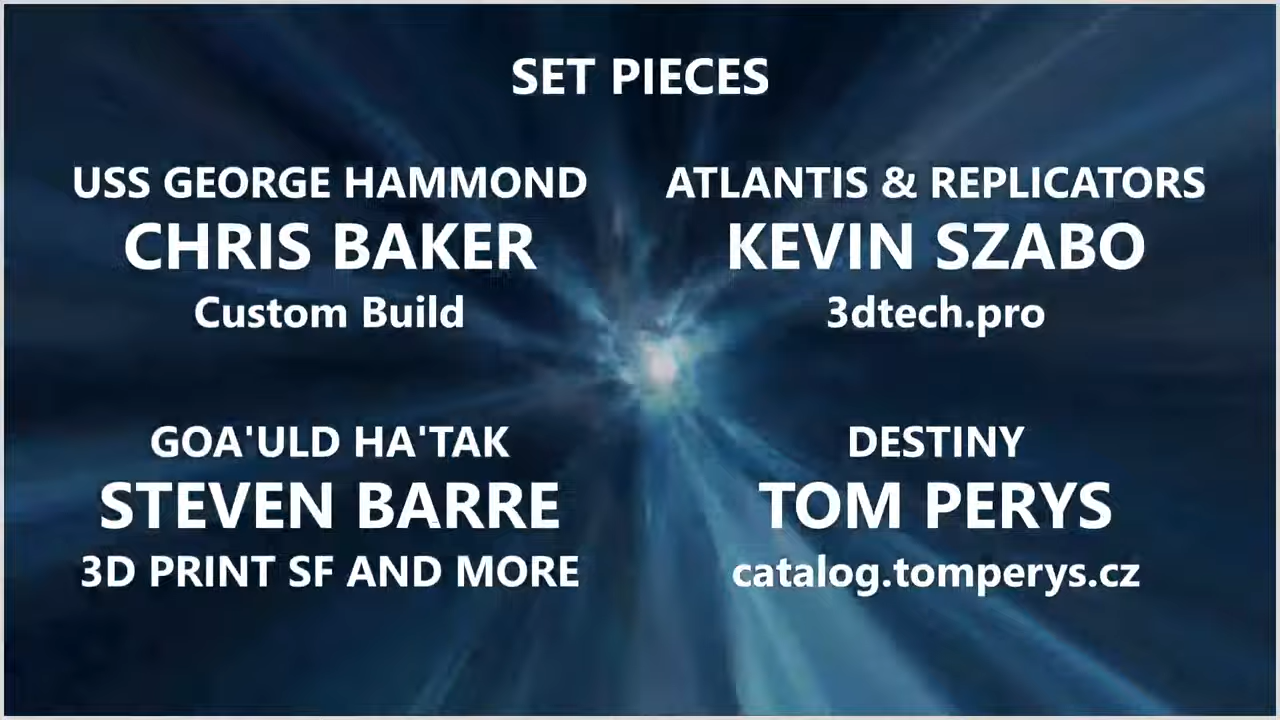 SET PIECES
USS GEORGE HAMMOND
CHRIS BAKER
Custom Build
ATLANTIS & REPLICATORS
KEVIN SZABO
3dtech.pro
GOA'ULD HA'TAK
STEVEN BARRE
3D PRINT SF AND MORE
DESTINY
TOM PERYS
catalog.tomperys.cz